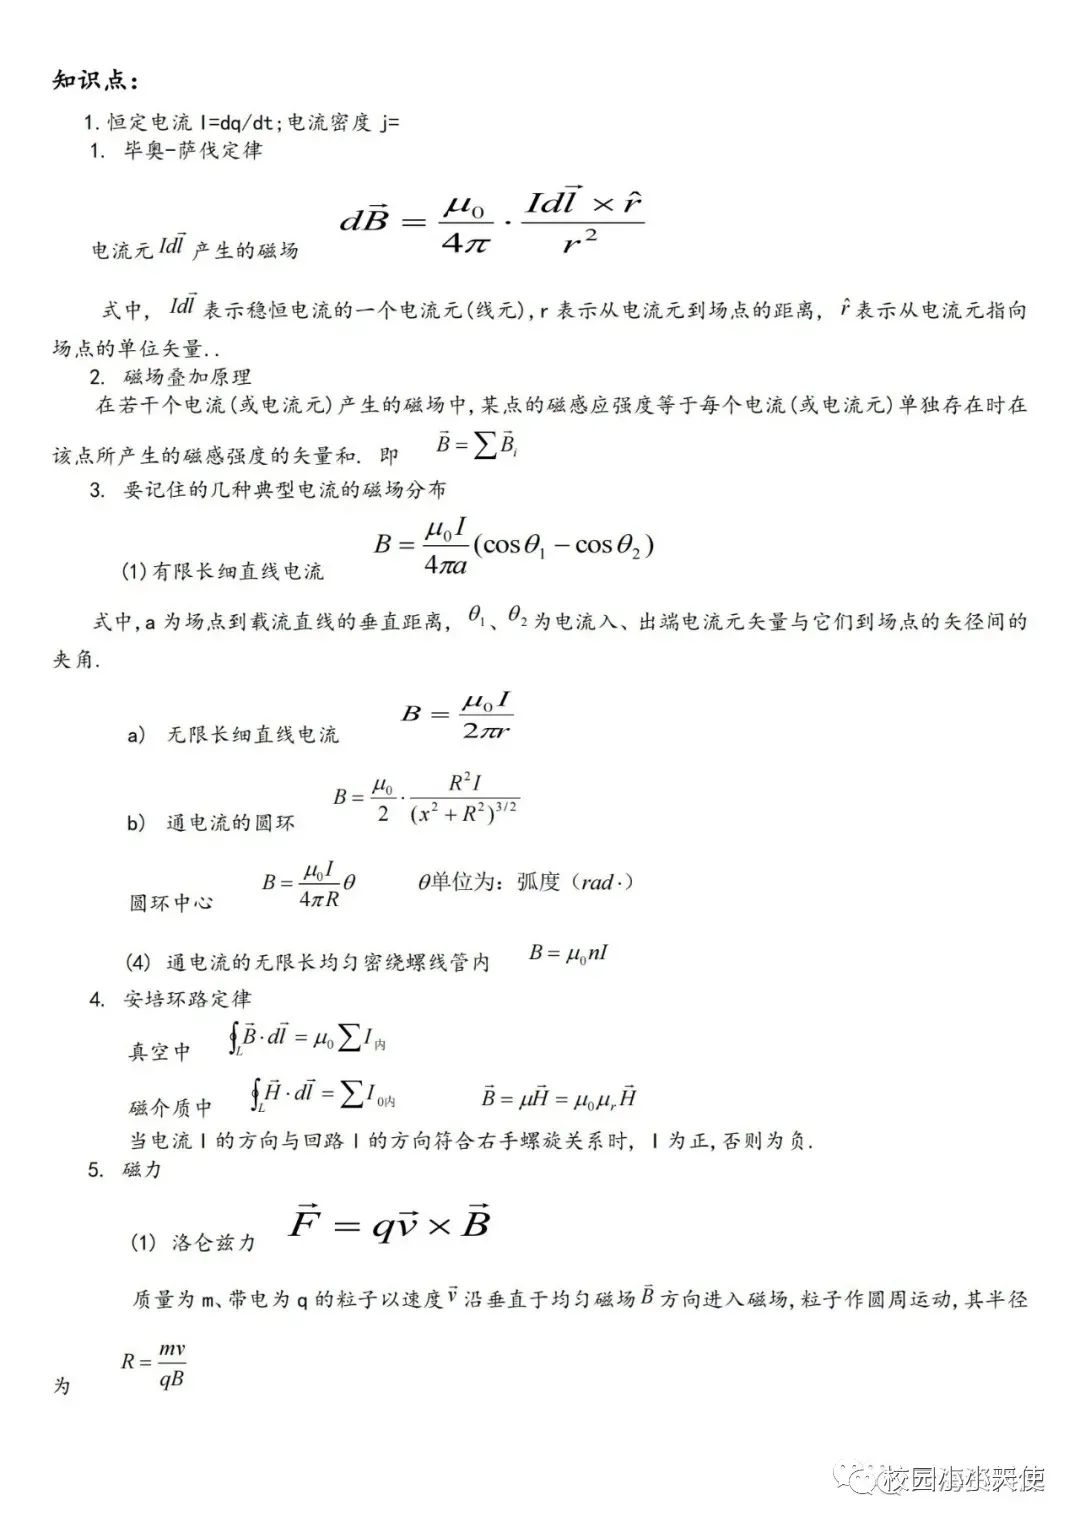 知识点：
1.恒定电流I=dq/dt;电流密度 j=
1. 毕奥-萨伐定律
电流元 Idl⃗ 产生的磁场 dB⃗ = μ₀/4π · Idl⃗ × r̂ / r²
式中, Idl⃗ 表示稳恒电流的一个电流元(线元),r 表示从电流元到场点的距离, r̂ 表示从电流元指向
场点的单位矢量..
2. 磁场叠加原理
在若干个电流(或电流元)产生的磁场中,某点的磁感应强度等于每个电流(或电流元)单独存在时在
该点所产生的磁感强度的矢量和. 即 B⃗ = ∑ B⃗ᵢ
3. 要记住的几种典型电流的磁场分布
(1)有限长细直线电流 B = μ₀I/4πa (cosθ₁ − cosθ₂)
式中,a 为场点到载流直线的垂直距离, θ₁、θ₂ 为电流入、出端电流元矢量与它们到场点的矢径间的
夹角.
a) 无限长细直线电流 B = μ₀I/2πr
b) 通电流的圆环 B = μ₀/2 · R²I/(x² + R²)^3/2
圆环中心 B = μ₀I/4πR θ θ单位为：弧度（rad·）
(4) 通电流的无限长均匀密绕螺线管内 B = μ₀nI
4. 安培环路定律
真空中 ∮_L B⃗ · dl⃗ = μ₀ ∑ I内
磁介质中 ∮_L H⃗ · dl⃗ = ∑ I₀内 B⃗ = μH⃗ = μ₀μᵣH⃗
当电流 I 的方向与回路 l 的方向符合右手螺旋关系时, I 为正,否则为负.
5. 磁力
(1) 洛仑兹力 F⃗ = qv⃗ × B⃗
质量为 m、带电为 q 的粒子以速度 v⃗ 沿垂直于均匀磁场 B⃗ 方向进入磁场,粒子作圆周运动,其半径
为 R = mv/qB
校园小小天使